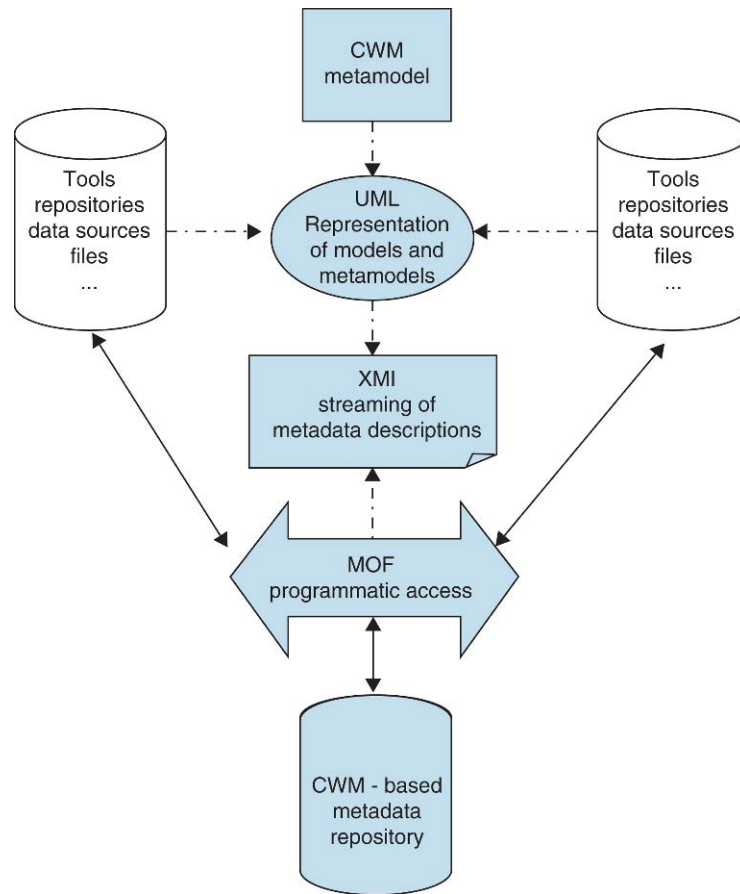 CWM
metamodel
Tools
repositories
data sources
files
...
UML
Representation
of models and
metamodels
Tools
repositories
data sources
files
...
XMI
streaming of
metadata descriptions
MOF
programmatic access
CWM - based
metadata
repository